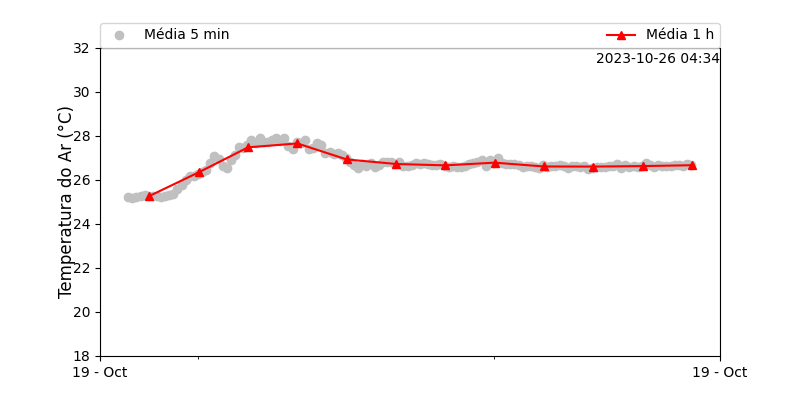 Média 5 min
Média 1 h
2023-10-26 04:34
Temperatura do Ar (°C)
32
30
28
26
24
22
20
18
19 - Oct
19 - Oct